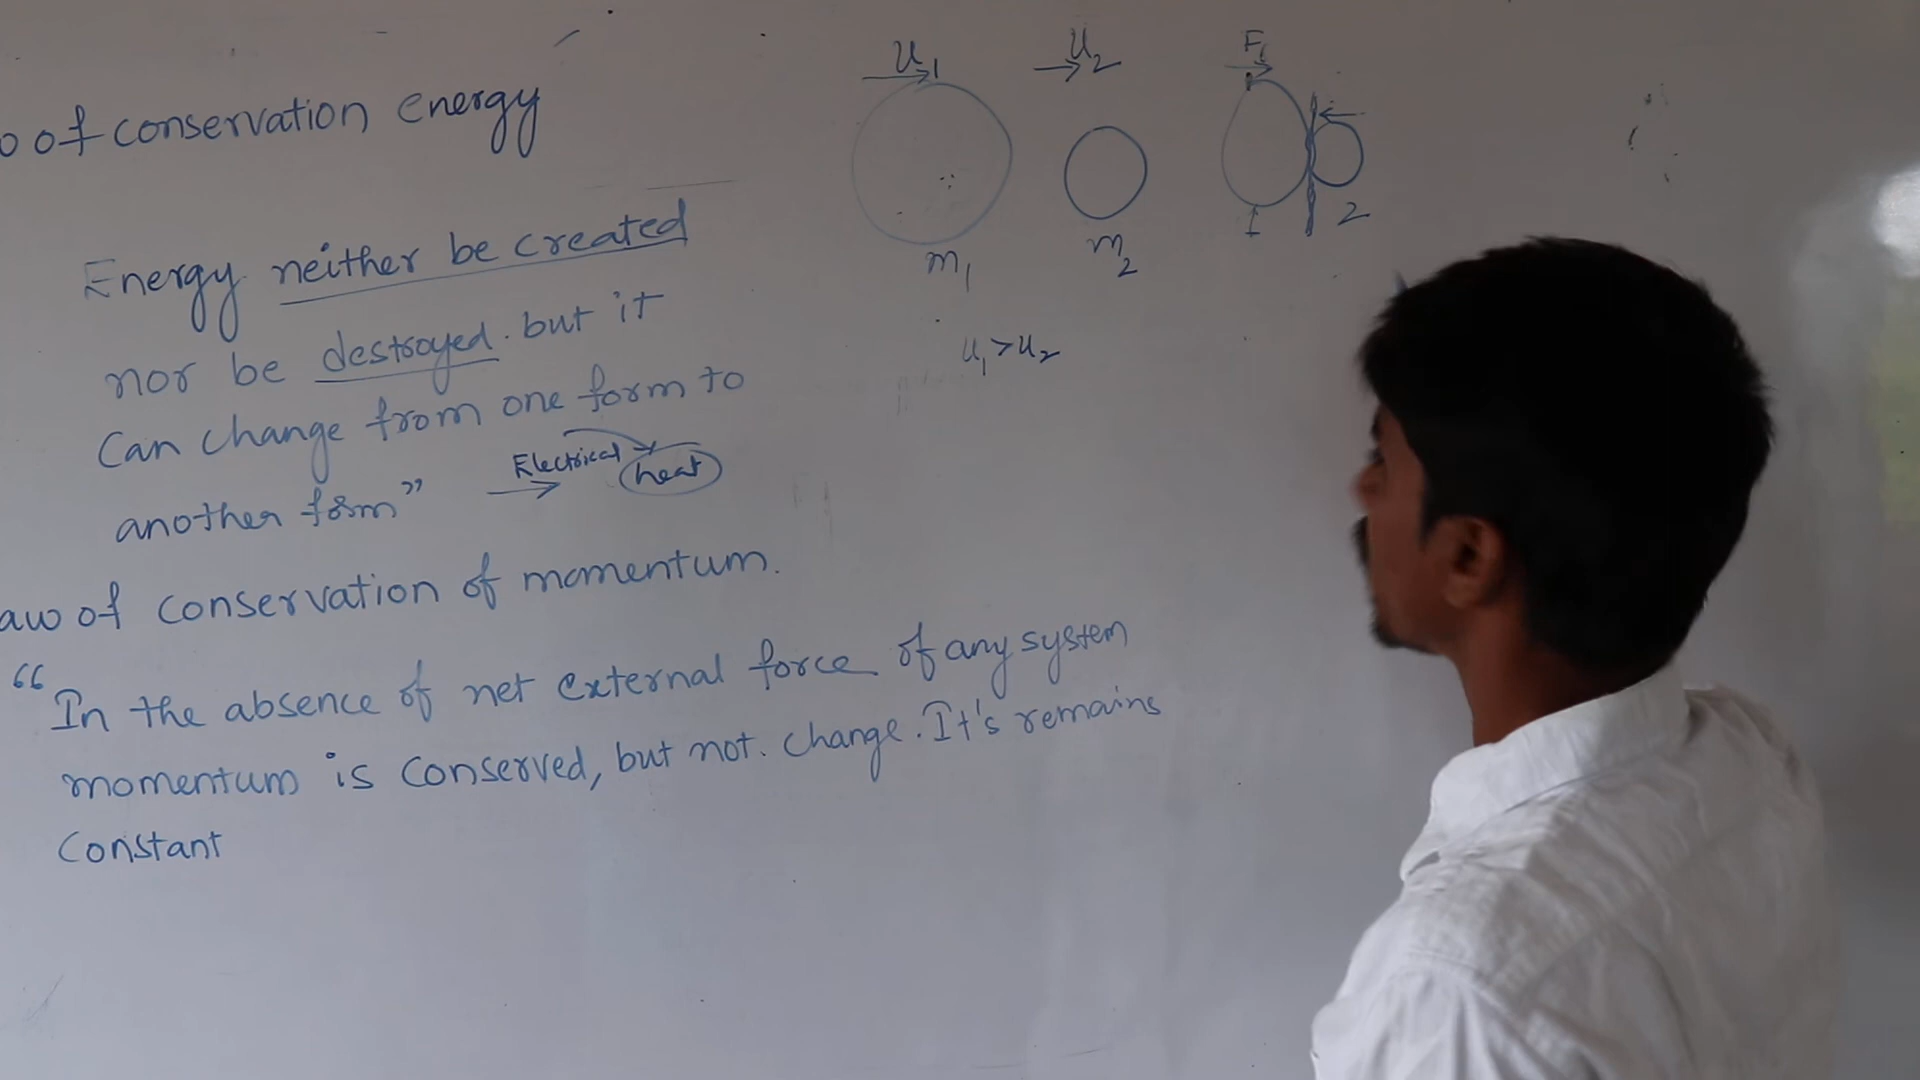 of conservation energy
Energy neither be created
nor be destroyed. but it
can change from one form to
another form”
Electrical
heat
aw of conservation of momentum.
“In the absence of net external force of any system
momentum is conserved, but not. change. It's remains
constant
U1
U2
F1
m1
m2
1
2
u1>u2